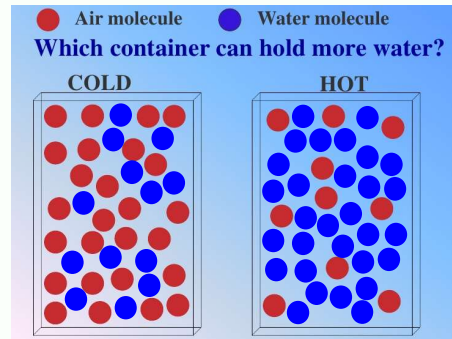 Air molecule Water molecule
Which container can hold more water?
COLD HOT